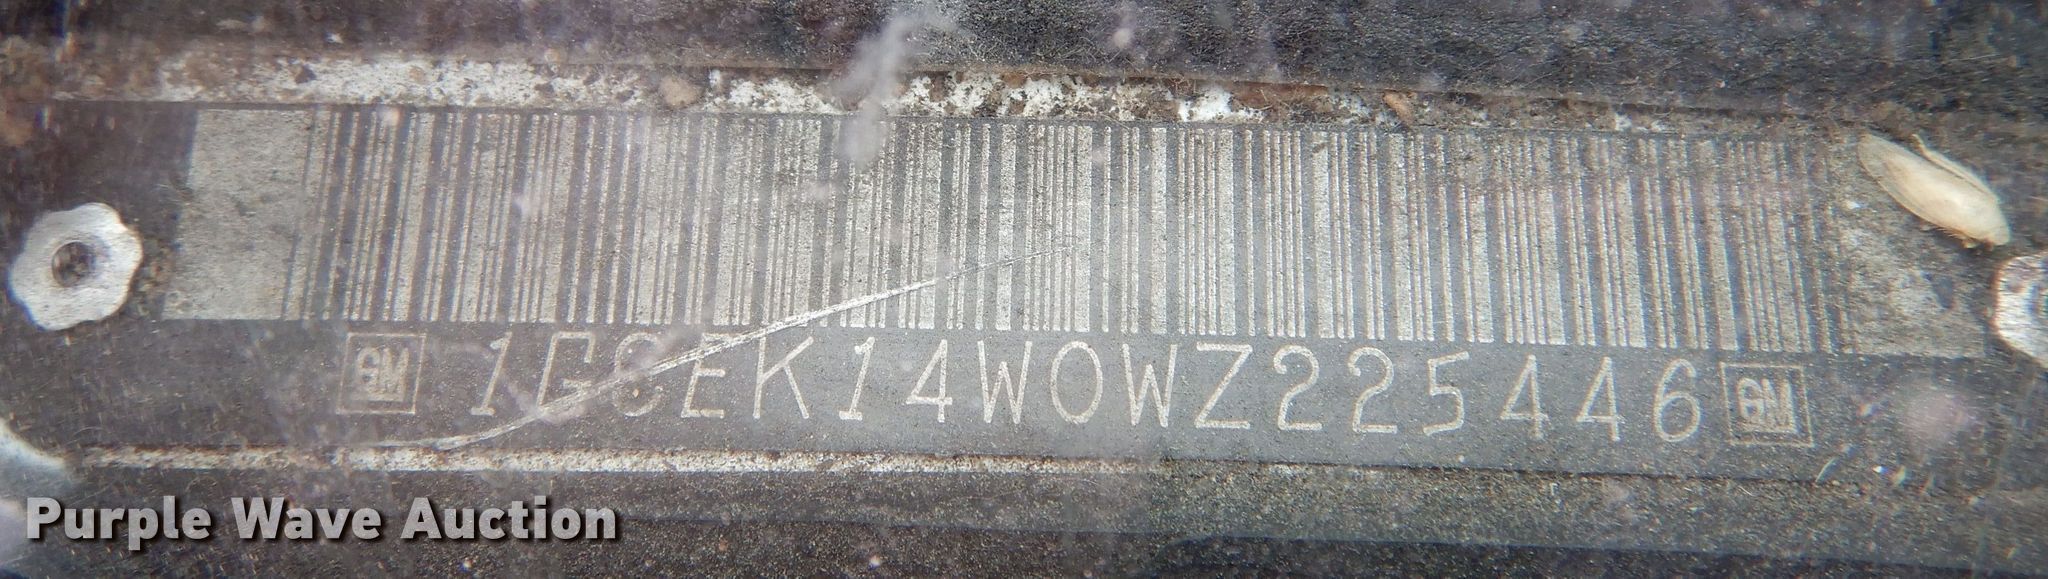 GM 1GCEK14W0WZ225446 GM
Purple Wave Auction